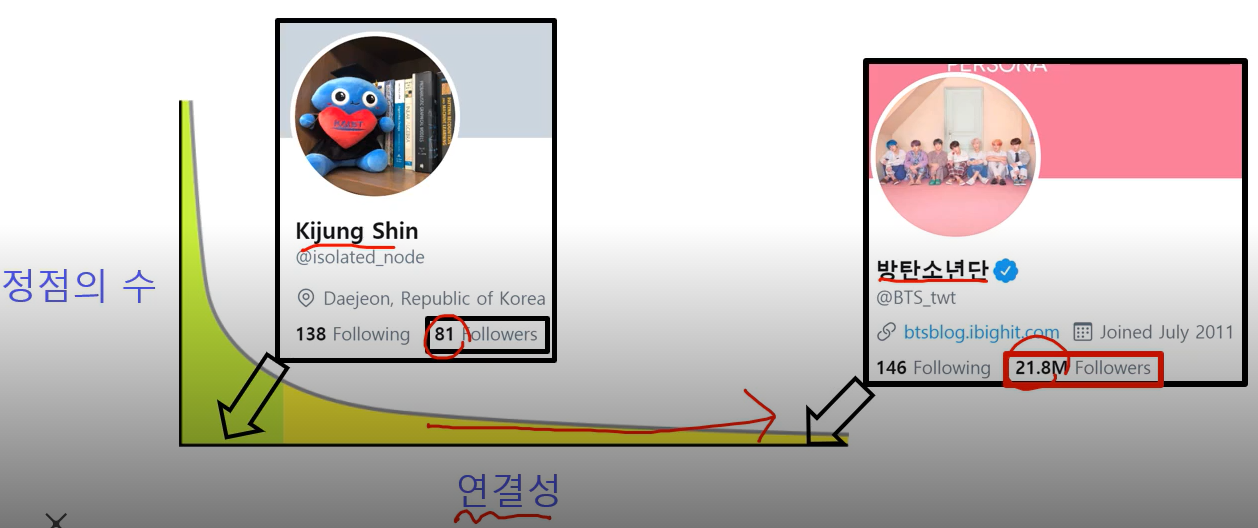 PERSONA
Kijung Shin
@isolated_node
Daejeon, Republic of Korea
138 Following 81 Followers
방탄소년단
@BTS_twt
btsblog.ibighit.com Joined July 2011
146 Following 21.8M Followers
정점의 수
연결성